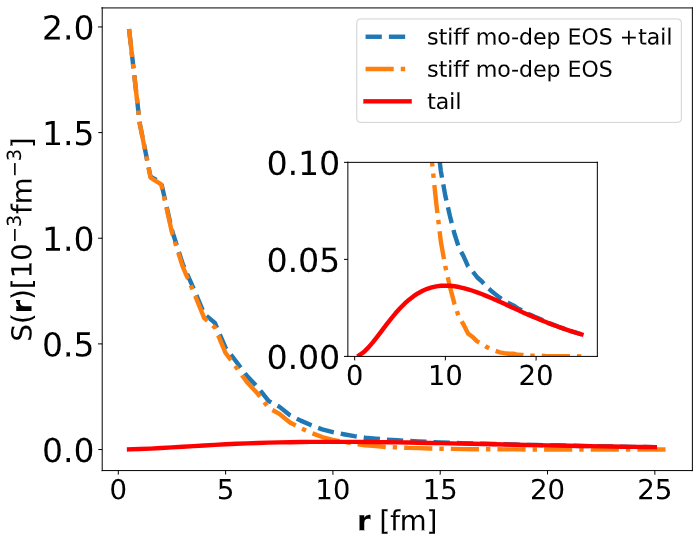 stiff mo-dep EOS +tail
stiff mo-dep EOS
tail
S(r)[10⁻³fm⁻³]
2.0
1.5
1.0
0.5
0.0
0.10
0.05
0.00
0 10 20
0 5 10 15 20 25
r [fm]